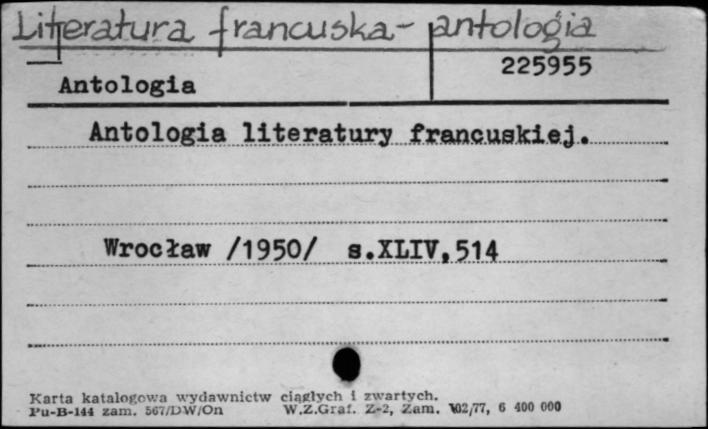 Literatura francuska - antologia
225955
Antologia
Antologia literatury francuskiej.
Wrocław /1950/ s.XLIV,514
Karta katalogowa wydawnictw ciągłych i zwartych.
Pu-B-144 zam. 567/DW/On W.Z.Graf. Z-2, Zam. 102/77, 6 400 000